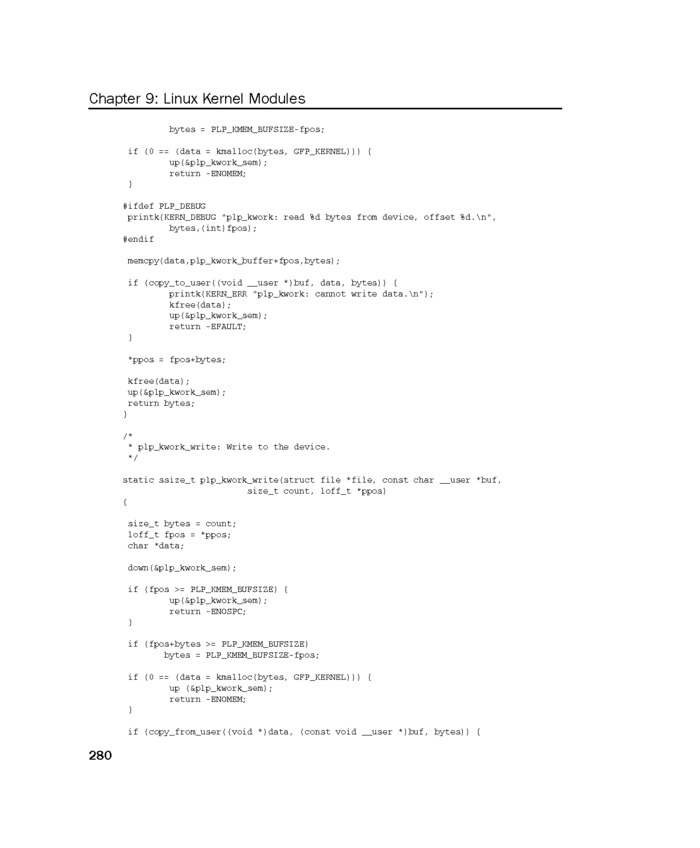 Chapter 9: Linux Kernel Modules
bytes = PLP_KMEM_BUFSIZE-fpos;
if (0 == (data = kmalloc(bytes, GFP_KERNEL))) {
up(&plp_kwork_sem);
return -ENOMEM;
}
#ifdef PLP_DEBUG
printk(KERN_DEBUG "plp_kwork: read %d bytes from device, offset %d.\n",
bytes,(int)fpos);
#endif
memcpy(data,plp_kwork_buffer+fpos,bytes);
if (copy_to_user((void __user *)buf, data, bytes)) {
printk(KERN_ERR "plp_kwork: cannot write data.\n");
kfree(data);
up(&plp_kwork_sem);
return -EFAULT;
}
*ppos = fpos+bytes;
kfree(data);
up(&plp_kwork_sem);
return bytes;
}
/*
* plp_kwork_write: Write to the device.
*/
static ssize_t plp_kwork_write(struct file *file, const char __user *buf,
size_t count, loff_t *ppos)
{
size_t bytes = count;
loff_t fpos = *ppos;
char *data;
down(&plp_kwork_sem);
if (fpos >= PLP_KMEM_BUFSIZE) {
up(&plp_kwork_sem);
return -ENOSPC;
}
if (fpos+bytes >= PLP_KMEM_BUFSIZE)
bytes = PLP_KMEM_BUFSIZE-fpos;
if (0 == (data = kmalloc(bytes, GFP_KERNEL))) {
up (&plp_kwork_sem);
return -ENOMEM;
}
if (copy_from_user((void *)data, (const void __user *)buf, bytes)) {
280